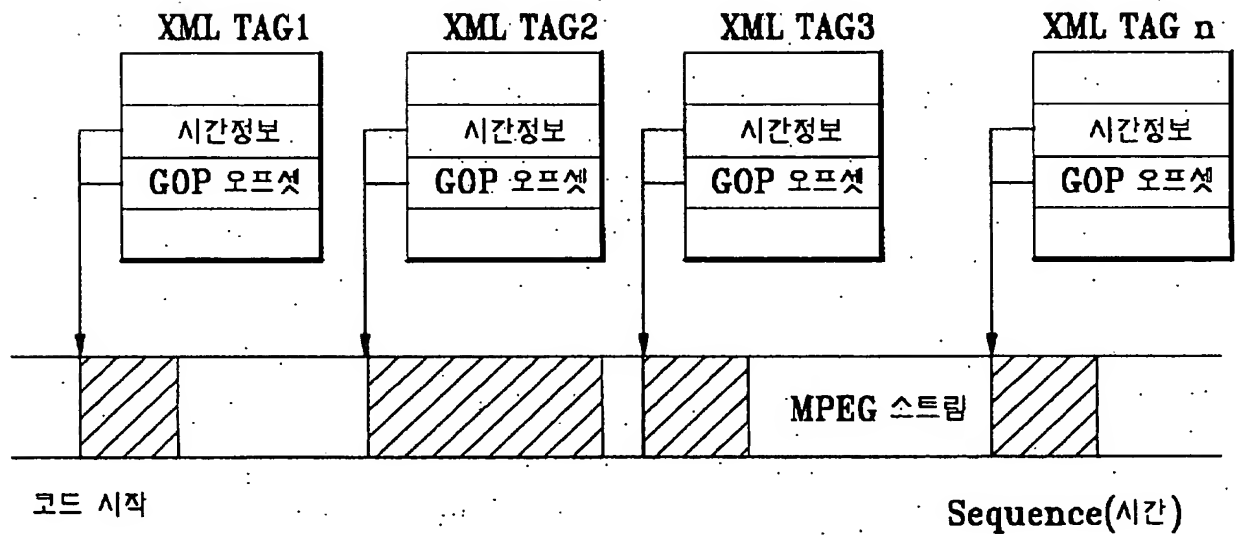 XML TAG1 XML TAG2 XML TAG3 XML TAG n
시간정보 시간정보 시간정보 시간정보
GOP 오프셋 GOP 오프셋 GOP 오프셋 GOP 오프셋
MPEG 스트림
코드 시작 Sequence(시간)